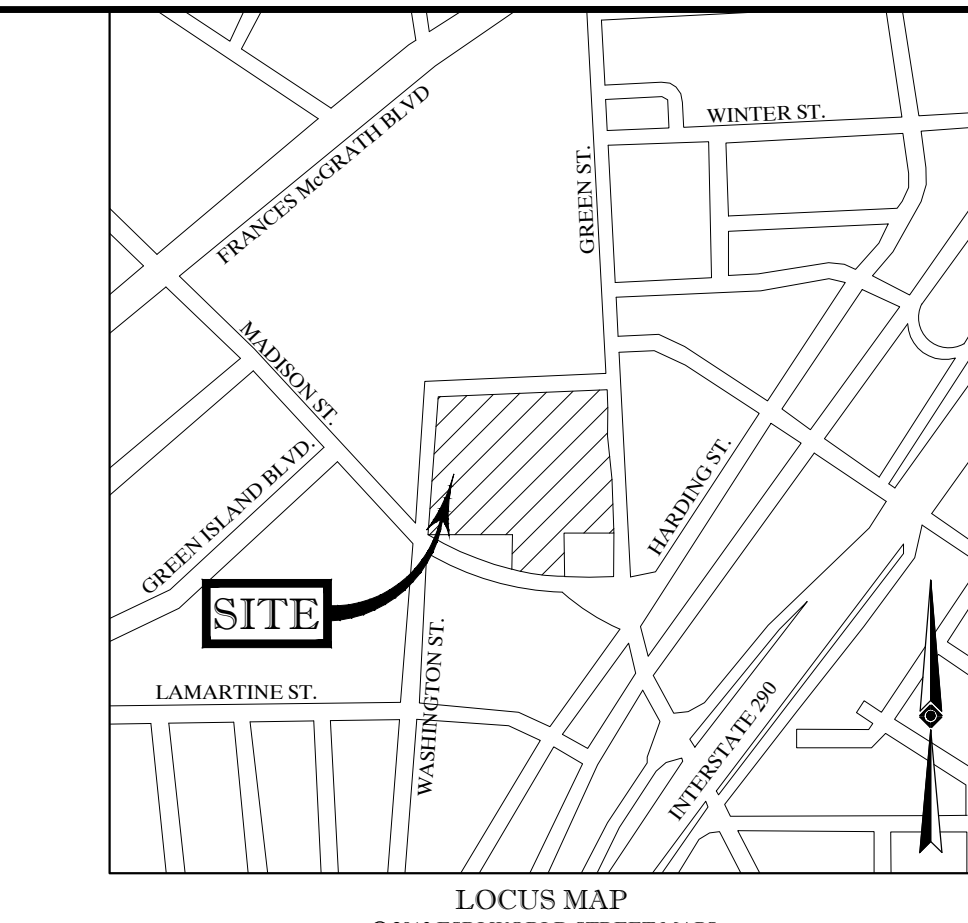 WINTER ST.
FRANCES McGRATH BLVD
GREEN ST.
MADISON ST.
GREEN ISLAND BLVD.
HARDING ST.
SITE
WASHINGTON ST.
LAMARTINE ST.
INTERSTATE 290
LOCUS MAP